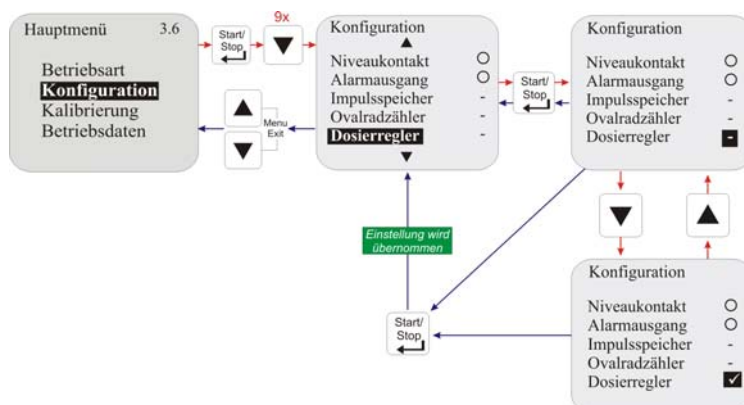 Hauptmenü 3.6
Betriebsart
Konfiguration
Kalibrierung
Betriebsdaten
Start/
Stop
9x
Menu
Exit
Konfiguration
Niveaukontakt
Alarmausgang
Impulsspeicher -
Ovalradzähler -
Dosierregler -
Start/
Stop
Konfiguration
Niveaukontakt
Alarmausgang
Impulsspeicher -
Ovalradzähler -
Dosierregler -
Einstellung wird
übernommen
Start/
Stop
Konfiguration
Niveaukontakt
Alarmausgang
Impulsspeicher -
Ovalradzähler -
Dosierregler ✓